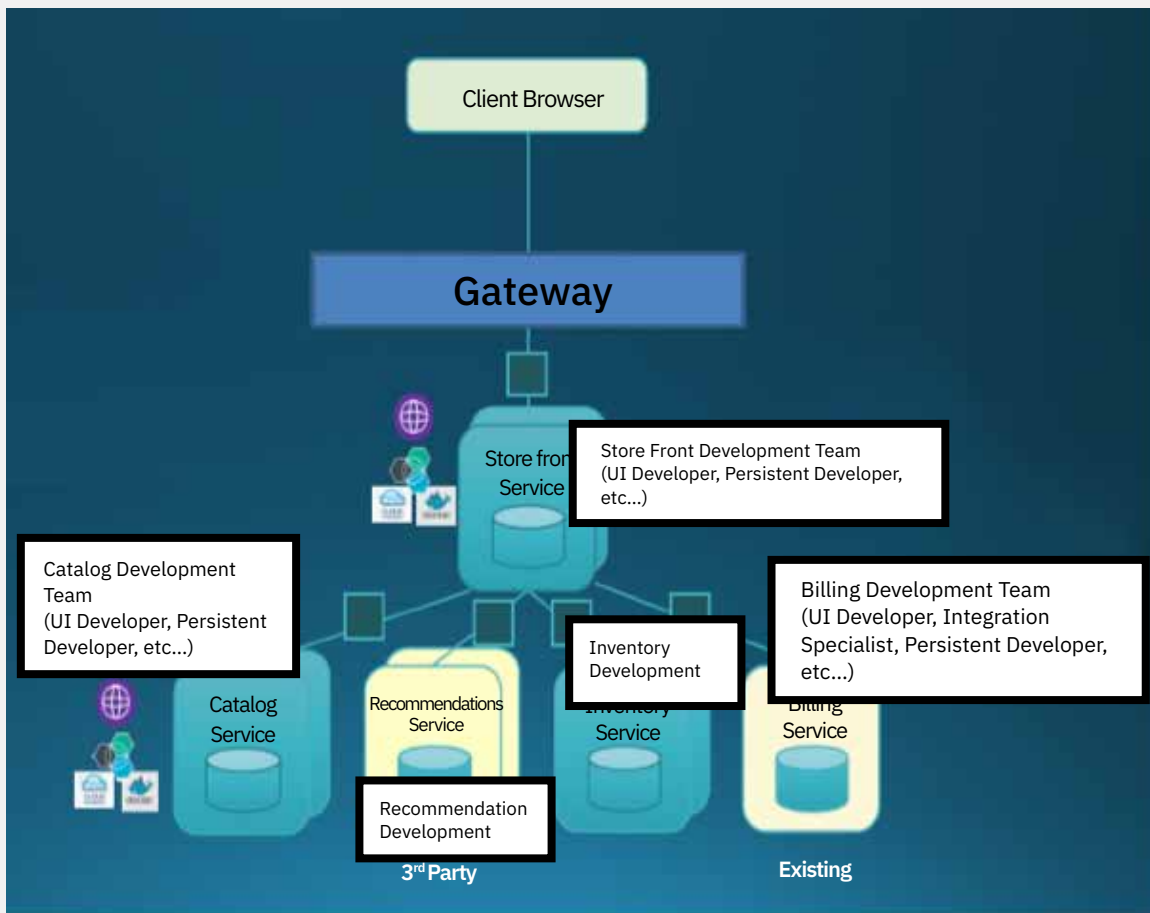 Client Browser
Gateway
Store fron
Service
Store Front Development Team
(UI Developer, Persistent Developer,
etc...)
Catalog Development
Team
(UI Developer, Persistent
Developer, etc...)
Billing Development Team
(UI Developer, Integration
Specialist, Persistent Developer,
etc...)
Inventory
Development
Catalog
Service
Recommendations
Service
Inventory
Service
Billing
Service
Recommendation
Development
3rd Party
Existing